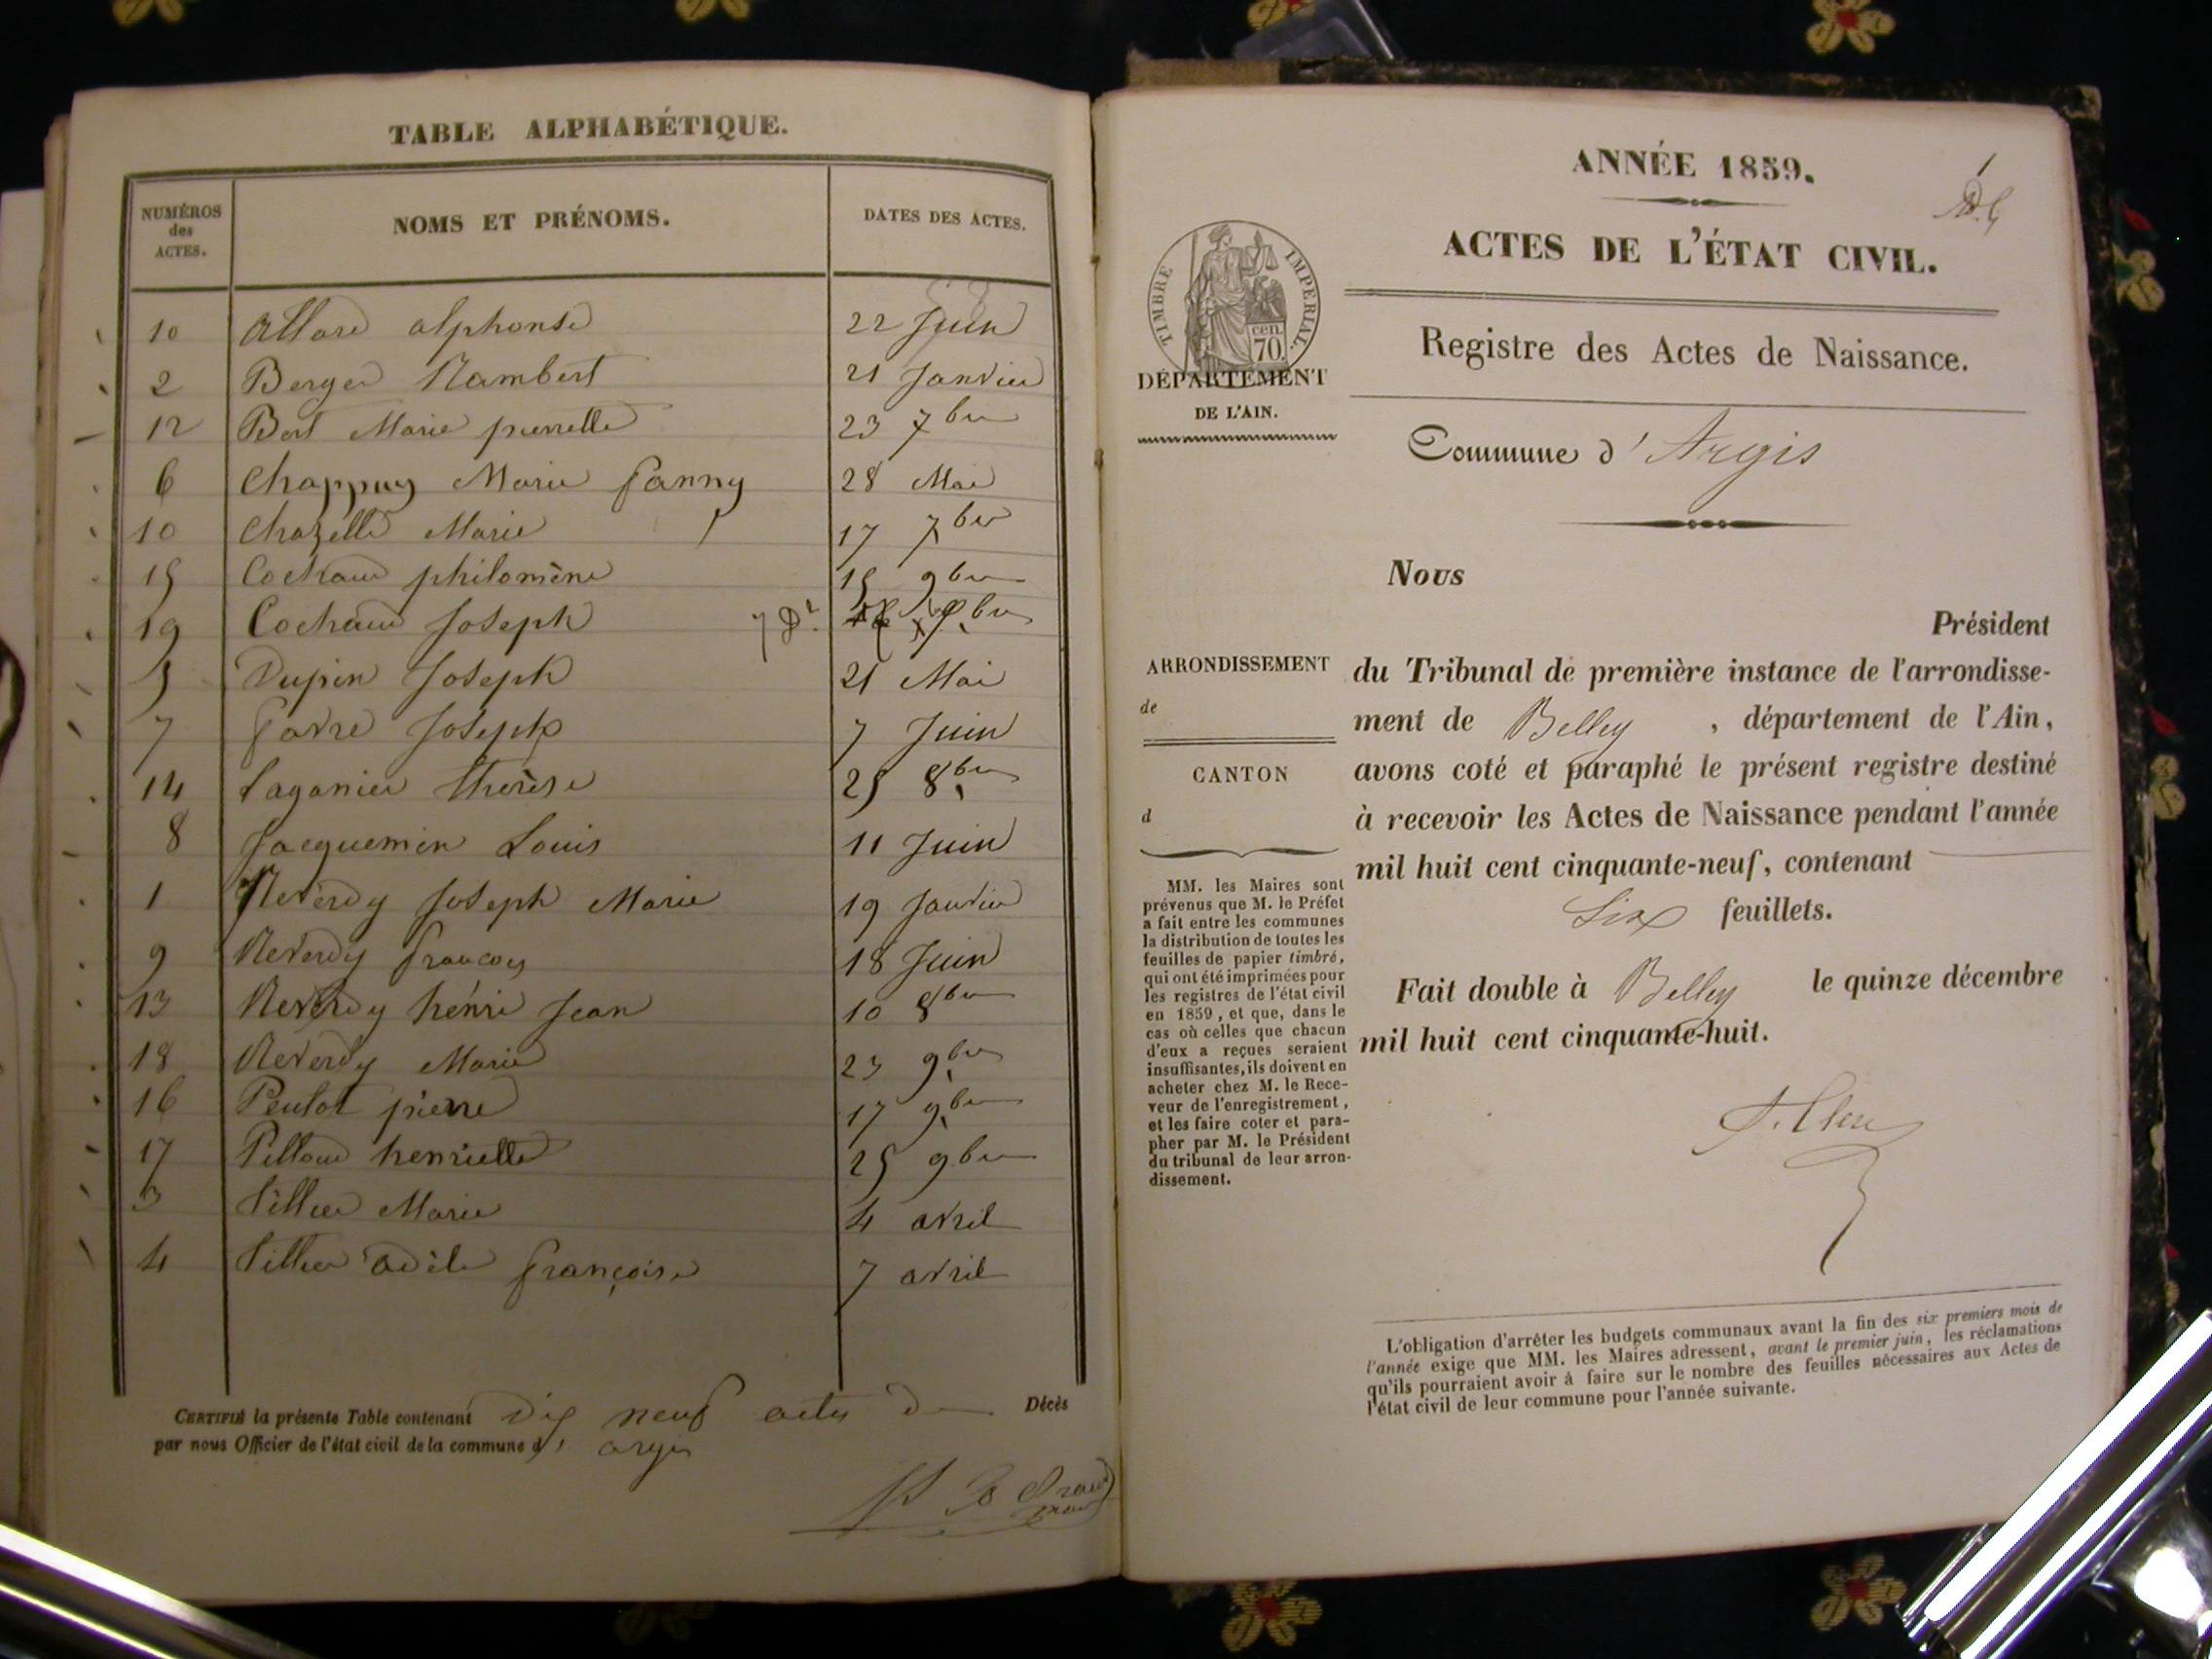 TABLE ALPHABÉTIQUE.
NUMÉROS des ACTES. NOMS ET PRÉNOMS. DATES DES ACTES.
10 Allard alphonse 22 Juin
2 Berger Rambert 21 Janvier
12 Bert Marie pierrette 23 7bre
6 Chappuy Marie fanny 28 Mai
10 Chazelle Marie 17 7bre
15 Cochaud philomène 15 9bre
19 Cochaud Joseph 7 Dre
5 Dupin Joseph 21 Mai
7 favre Joseph 7 Juin
14 Laganier thérèse 25 8bre
8 Jacquemin Louis 11 Juin
1 Reverdy Joseph Marie 19 Janvier
9 Reverdy francois 18 Juin
13 Reverdy hénri Jean 10 8bre
18 Reverdy Marie 23 9bre
16 Peulot pierre 17 9bre
17 Pilloud henriette 25 9bre
3 Tillier Marie 4 avril
4 Tillier adèle françoise 7 avril
CERTIFIÉ la présente Table contenant dix neuf actes de Décès
par nous Officier de l'état civil de la commune d' argis
ANNÉE 1859.
1
ACTES DE L'ÉTAT CIVIL.
TIMBRE IMPERIAL.
cen. 70.
Registre des Actes de Naissance.
DÉPARTEMENT
DE L'AIN.
Commune d'Argis
Nous
Président
ARRONDISSEMENT
de
CANTON
d
du Tribunal de première instance de l'arrondisse-
ment de Belley, département de l'Ain,
avons coté et paraphé le présent registre destiné
à recevoir les Actes de Naissance pendant l'année
mil huit cent cinquante-neuf, contenant
Six feuillets.
Fait double à Belley le quinze décembre
mil huit cent cinquante-huit.
MM. les Maires sont
prévenus que M. le Préfet
a fait entre les communes
la distribution de toutes les
feuilles de papier timbré,
qui ont été imprimées pour
les registres de l'état civil
en 1859, et que, dans le
cas où celles que chacun
d'eux a reçues seraient
insuffisantes, ils doivent en
acheter chez M. le Rece-
veur de l'enregistrement,
et les faire coter et para-
pher par M. le Président
du tribunal de leur arron-
dissement.
L'obligation d'arrêter les budgets communaux avant la fin des six premiers mois de
l'année exige que MM. les Maires adressent, avant le premier juin, les réclamations
qu'ils pourraient avoir à faire sur le nombre des feuilles nécessaires aux Actes de
l'état civil de leur commune pour l'année suivante.